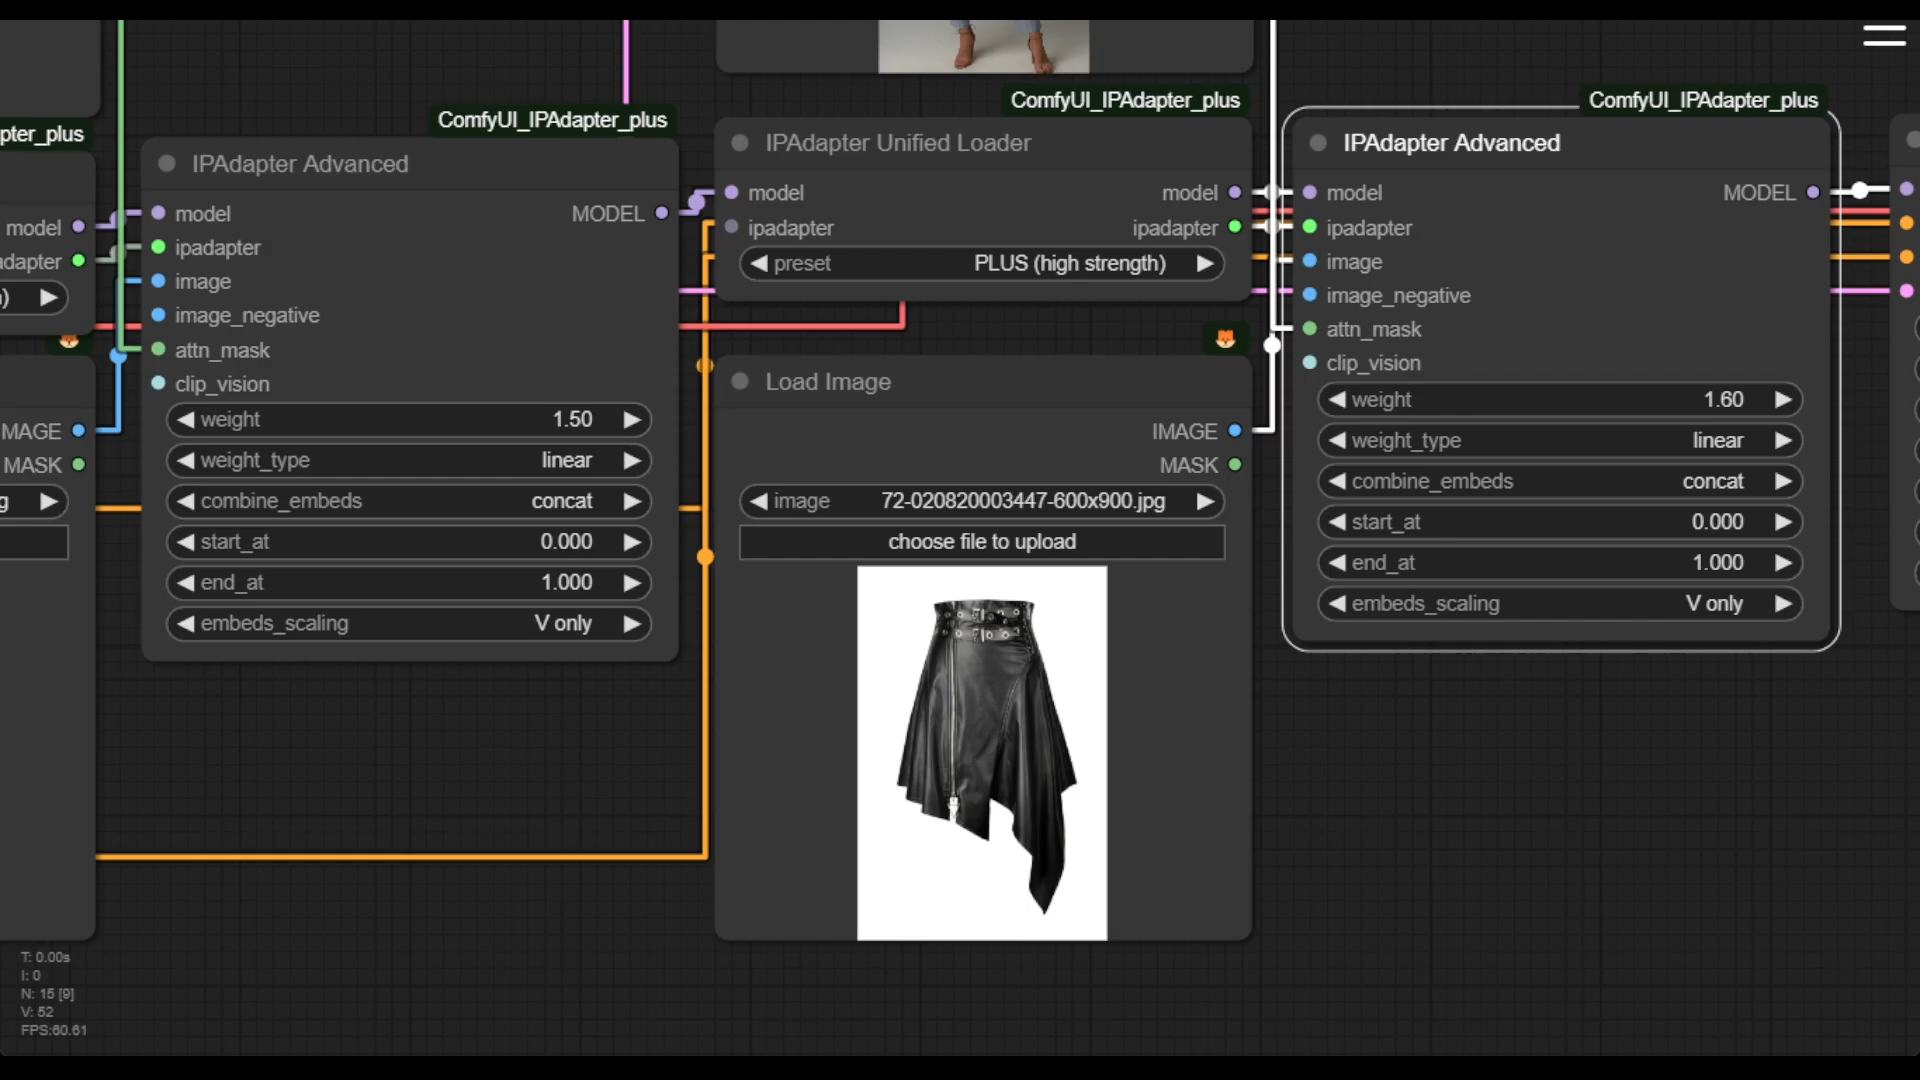 pter_plus
model
dapter
)
MAGE
MASK
g
ComfyUI_IPAdapter_plus
IPAdapter Advanced
model
MODEL
ipadapter
image
image_negative
attn_mask
clip_vision
weight 1.50
weight_type linear
combine_embeds concat
start_at 0.000
end_at 1.000
embeds_scaling V only
ComfyUI_IPAdapter_plus
IPAdapter Unified Loader
model model
ipadapter ipadapter
preset PLUS (high strength)
Load Image
IMAGE
MASK
image 72-020820003447-600x900.jpg
choose file to upload
ComfyUI_IPAdapter_plus
IPAdapter Advanced
model MODEL
ipadapter
image
image_negative
attn_mask
clip_vision
weight 1.60
weight_type linear
combine_embeds concat
start_at 0.000
end_at 1.000
embeds_scaling V only
T: 0.00s
I: 0
N: 15 [9]
V: 52
FPS:60.61